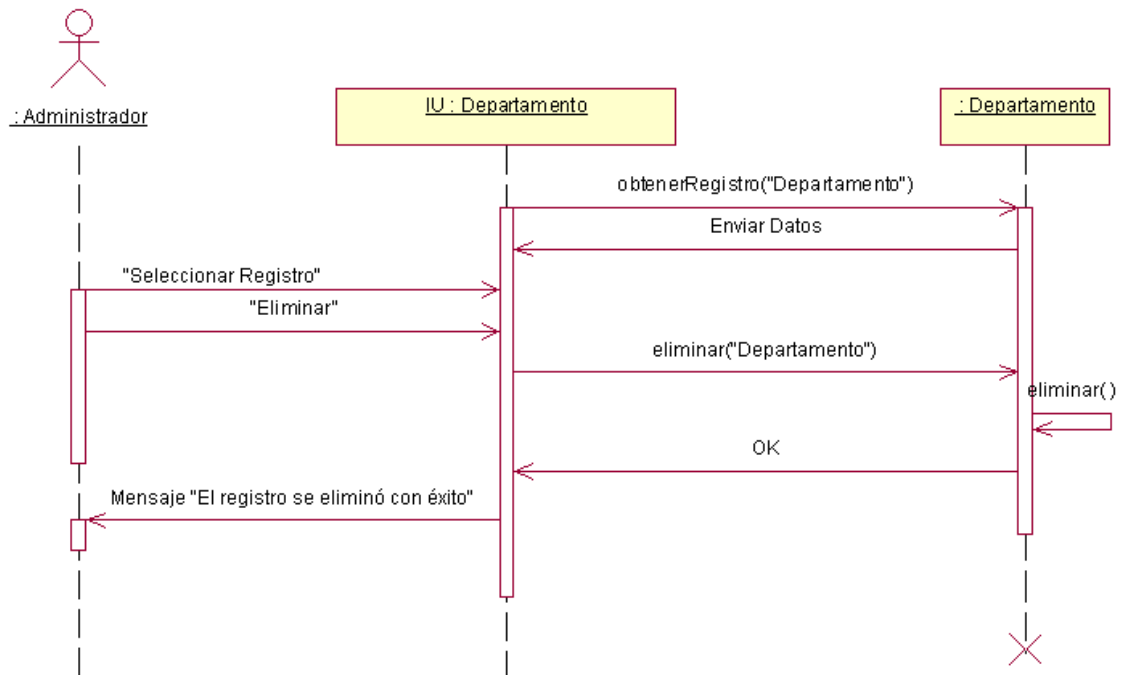 : Administrador
IU : Departamento
: Departamento
obtenerRegistro("Departamento")
Enviar Datos
"Seleccionar Registro"
"Eliminar"
eliminar("Departamento")
eliminar( )
OK
Mensaje "El registro se eliminó con éxito"